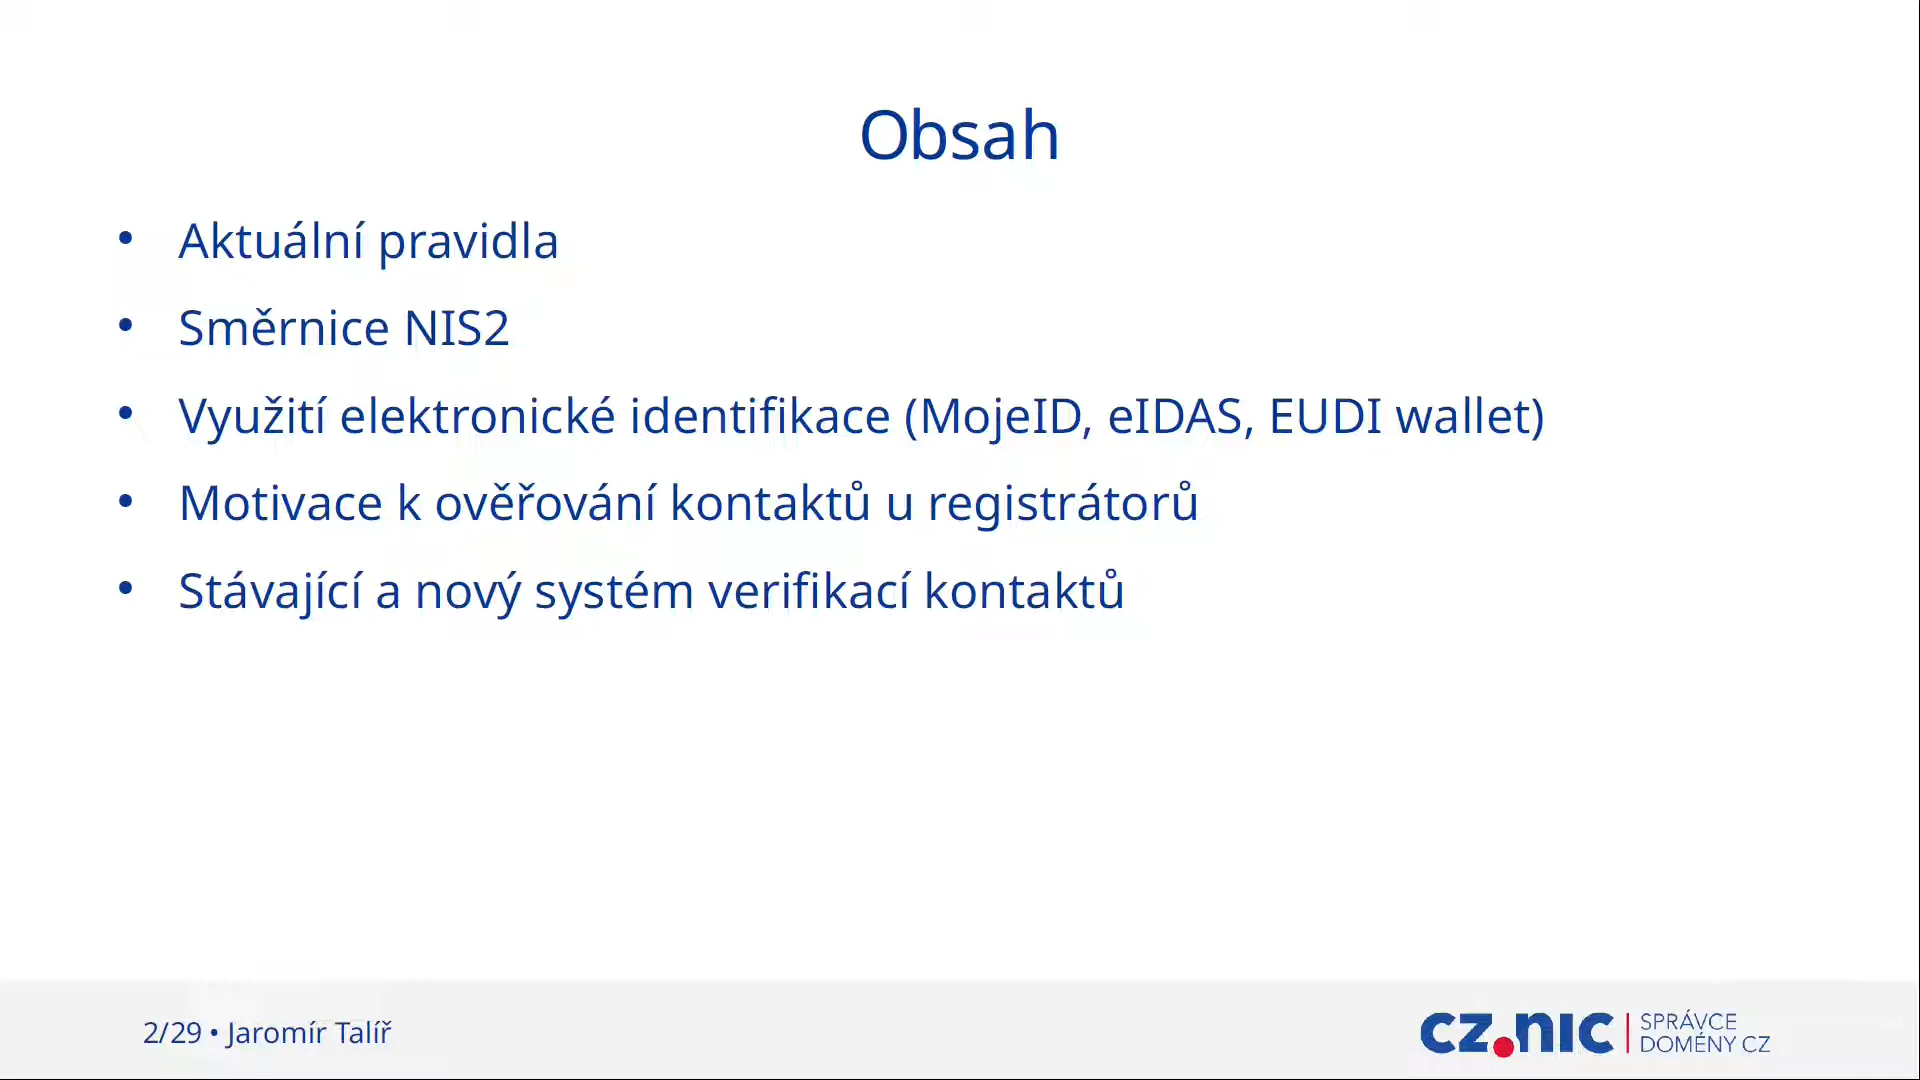 Obsah
• Aktuální pravidla
• Směrnice NIS2
• Využití elektronické identifikace (MojeID, eIDAS, EUDI wallet)
• Motivace k ověřování kontaktů u registrátorů
• Stávající a nový systém verifikací kontaktů
2/29 • Jaromír Talíř
cz.nic
SPRÁVCE
DOMÉNY CZ